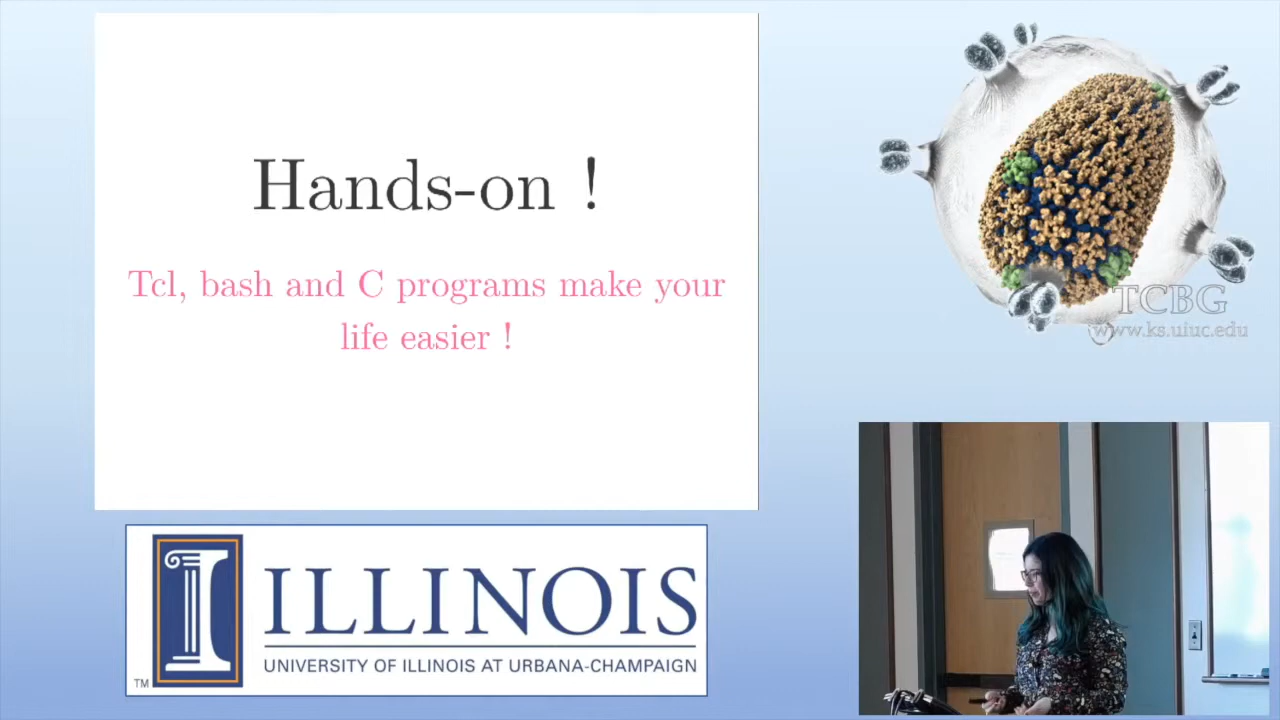 Hands-on !
Tcl, bash and C programs make your
life easier !
TCBG
www.ks.uiuc.edu
ILLINOIS
UNIVERSITY OF ILLINOIS AT URBANA-CHAMPAIGN
TM